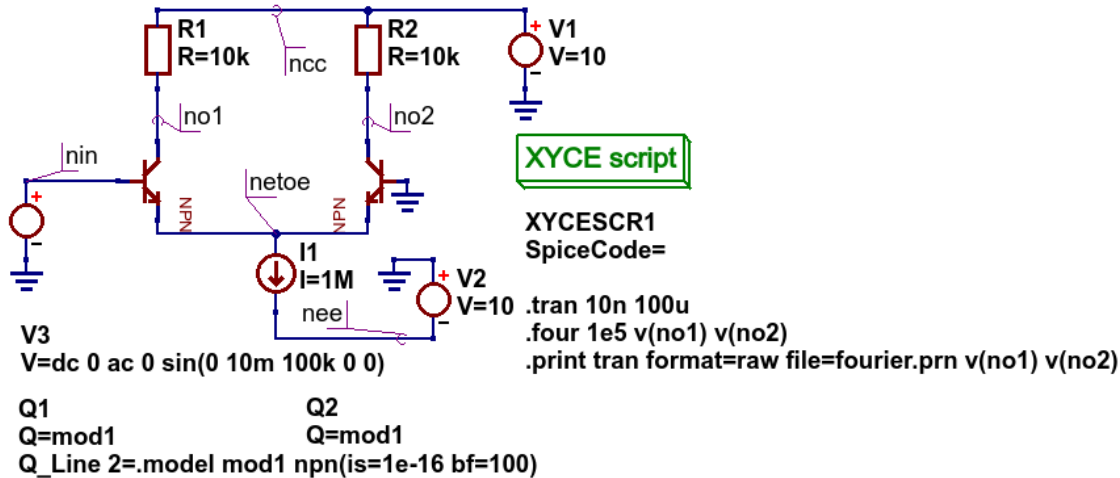 R1
R=10k
R2
R=10k
+ V1
V=10
-
ncc
no1
no2
nin
netoe
XYCE script
+
-
NPN
NPN
XYCESCR1
SpiceCode=
I1
I=1M
+ V2
V=10
-
nee
.tran 10n 100u
.four 1e5 v(no1) v(no2)
.print tran format=raw file=fourier.prn v(no1) v(no2)
V3
V=dc 0 ac 0 sin(0 10m 100k 0 0)
Q1
Q=mod1
Q2
Q=mod1
Q_Line 2=.model mod1 npn(is=1e-16 bf=100)